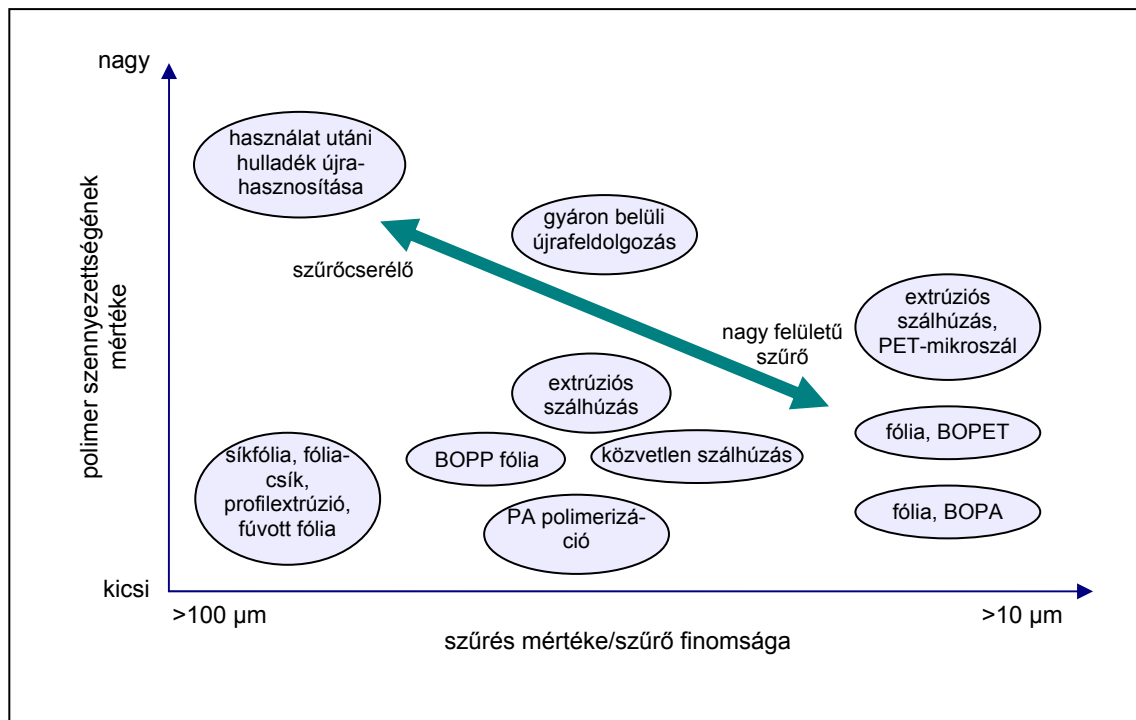 nagy
használat utáni
hulladék újra-
hasznosítása
gyáron belüli
újrafeldolgozás
szűrőcserélő
polimer szennyezettségének
mértéke
nagy felületű
szűrő
extrúziós
szálhúzás,
PET-mikroszál
extrúziós
szálhúzás
fólia, BOPET
síkfólia, fólia-
csík,
profilextrúzió,
fúvott fólia
BOPP fólia
közvetlen szálhúzás
PA polimerizá-
ció
fólia, BOPA
kicsi
>100 µm
>10 µm
szűrés mértéke/szűrő finomsága